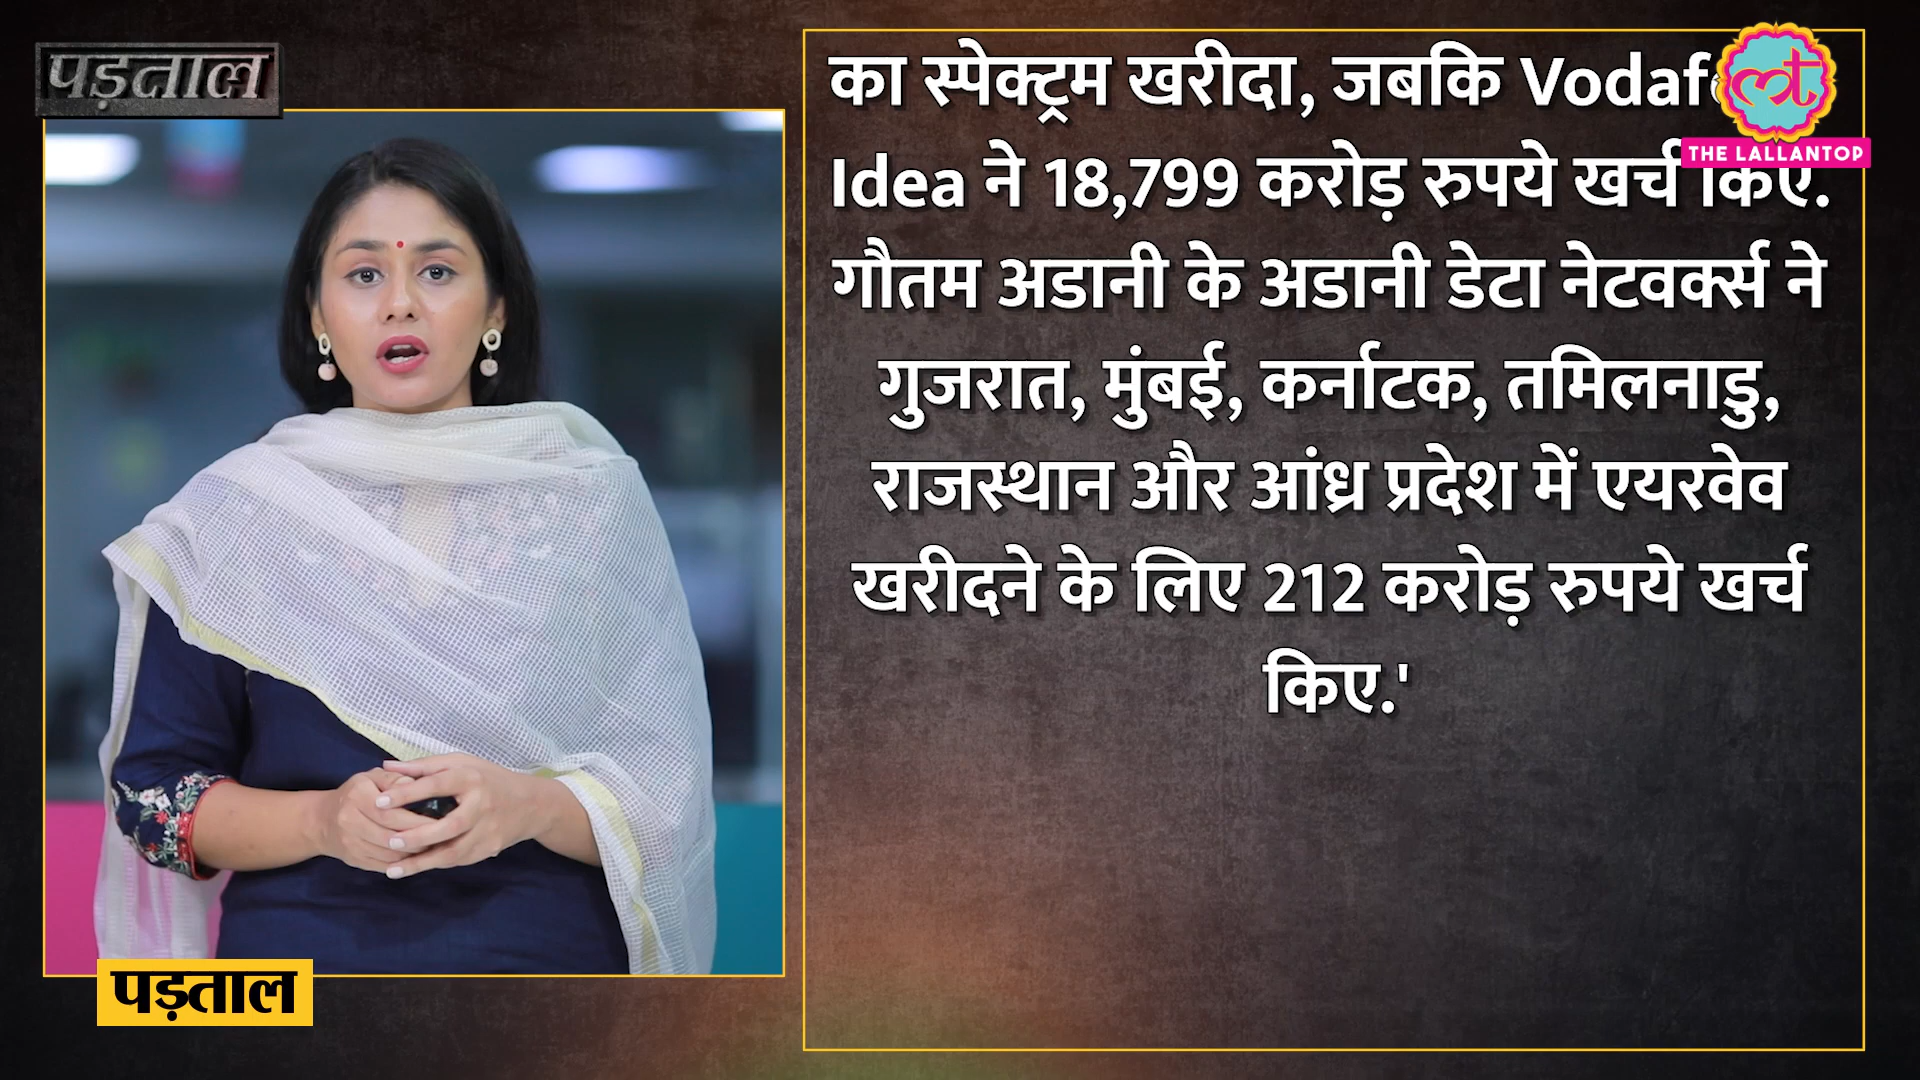 पड़ताल
का स्पेक्ट्रम खरीदा, जबकि
Idea ने 18,799 करोड़ रुपये खर्च किए.
गौतम अडानी के अडानी डेटा नेटवर्क्स ने
गुजरात, मुंबई, कर्नाटक, तमिलनाडु,
राजस्थान और आंध्र प्रदेश में एयरवेव
खरीदने के लिए 212 करोड़ रुपये खर्च
किए.'
THE LALLANTOP
पड़ताल